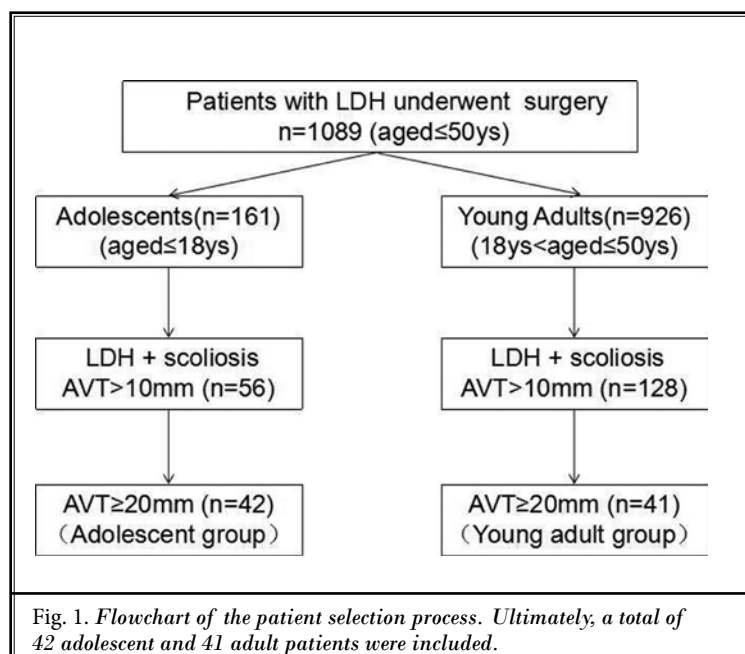 Patients with LDH underwent surgery
n=1089 (aged≤50ys)
Adolescents(n=161)
(aged≤18ys)
Young Adults(n=926)
(18ys<aged≤50ys)
LDH + scoliosis
AVT>10mm (n=56)
LDH + scoliosis
AVT>10mm (n=128)
AVT≥20mm (n=42)
（Adolescent group）
AVT≥20mm (n=41)
（Young adult group）
Fig. 1. Flowchart of the patient selection process. Ultimately, a total of
42 adolescent and 41 adult patients were included.